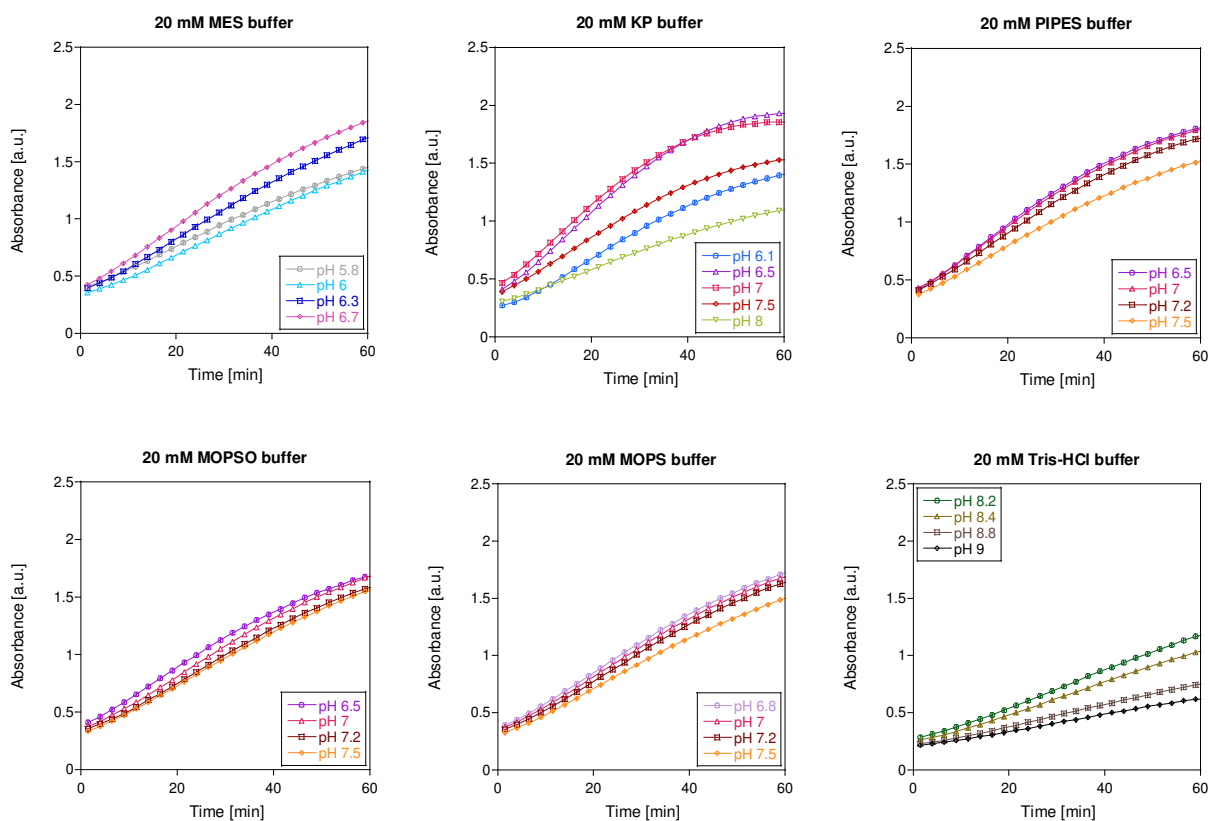 20 mM MES buffer
2.5
2
1.5
1
0.5
0
Absorbance [a.u.]
pH 5.8
pH 6
pH 6.3
pH 6.7
0
20
40
60
Time [min]
20 mM KP buffer
2.5
2
1.5
1
0.5
0
Absorbance [a.u.]
pH 6.1
pH 6.5
pH 7
pH 7.5
pH 8
0
20
40
60
Time [min]
20 mM PIPES buffer
2.5
2
1.5
1
0.5
0
Absorbance [a.u.]
pH 6.5
pH 7
pH 7.2
pH 7.5
0
20
40
60
Time [min]
20 mM MOPSO buffer
2.5
2
1.5
1
0.5
0
Absorbance [a.u.]
pH 6.5
pH 7
pH 7.2
pH 7.5
0
20
40
60
Time [min]
20 mM MOPS buffer
2.5
2
1.5
1
0.5
0
Absorbance [a.u.]
pH 6.8
pH 7
pH 7.2
pH 7.5
0
20
40
60
Time [min]
20 mM Tris-HCl buffer
2.5
2
1.5
1
0.5
0
Absorbance [a.u.]
pH 8.2
pH 8.4
pH 8.8
pH 9
0
20
40
60
Time [min]